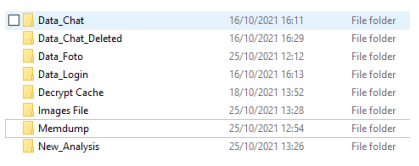 Data_Chat 16/10/2021 16:11 File folder
Data_Chat_Deleted 16/10/2021 16:29 File folder
Data_Foto 25/10/2021 12:12 File folder
Data_Login 16/10/2021 16:13 File folder
Decrypt Cache 18/10/2021 13:52 File folder
Images File 25/10/2021 13:28 File folder
Memdump 25/10/2021 12:54 File folder
New_Analysis 25/10/2021 13:26 File folder